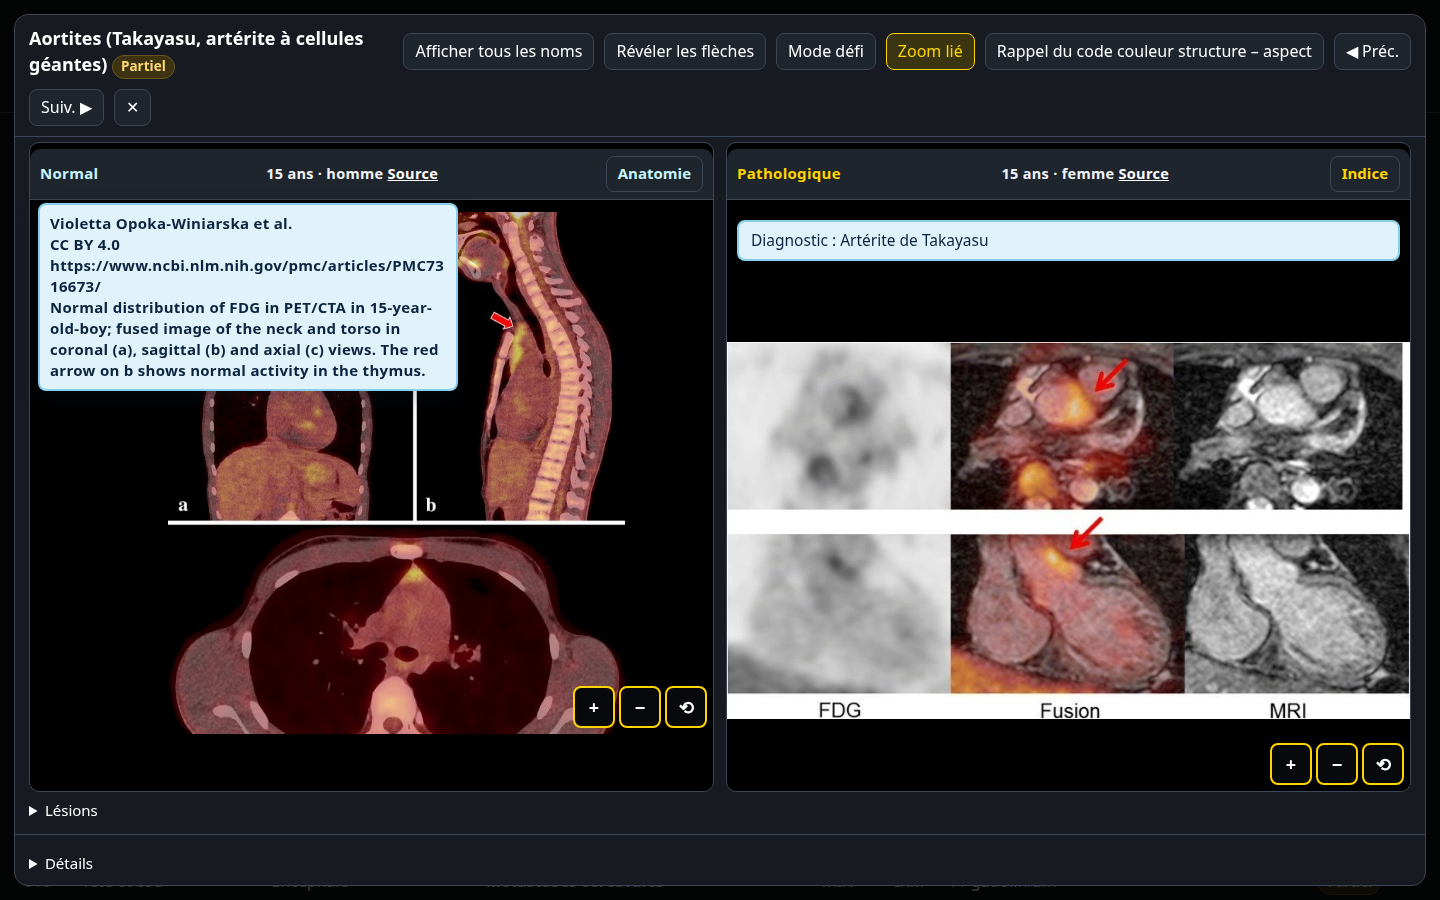 Aortites (Takayasu, artérite à cellules
géantes) Partiel
Afficher tous les noms
Révéler les flèches
Mode défi
Zoom lié
Rappel du code couleur structure – aspect
◀ Préc.
Suiv. ▶
✕
Normal
15 ans · homme Source
Anatomie
Violetta Opoka-Winiarska et al.
CC BY 4.0
https://www.ncbi.nlm.nih.gov/pmc/articles/PMC73
16673/
Normal distribution of FDG in PET/CTA in 15-year-
old-boy; fused image of the neck and torso in
coronal (a), sagittal (b) and axial (c) views. The red
arrow on b shows normal activity in the thymus.
a
b
+
−
⟲
Pathologique
15 ans · femme Source
Indice
Diagnostic : Artérite de Takayasu
FDG
Fusion
MRI
+
−
⟲
▶ Lésions
▶ Détails